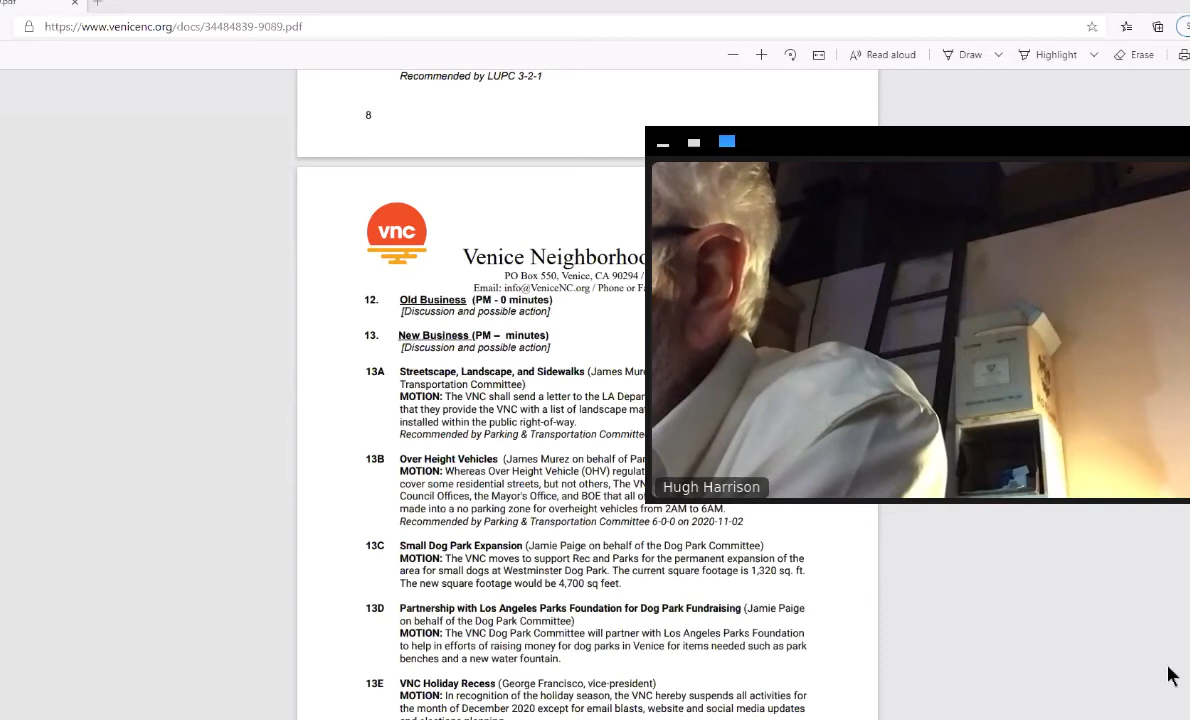 .pdf
https://www.venicenc.org/docs/34484839-9089.pdf
Read aloud
Draw
Highlight
Erase
Recommended by LUPC 3-2-1
8
vnc
Venice Neighborho
PO Box 550, Venice, CA 90294 /
Email: info@VeniceNC.org / Phone or Fa
12. Old Business (PM - 0 minutes)
[Discussion and possible action]
13. New Business (PM – minutes)
[Discussion and possible action]
13A Streetscape, Landscape, and Sidewalks (James Mure
Transportation Committee)
MOTION: The VNC shall send a letter to the LA Depar
that they provide the VNC with a list of landscape ma
installed within the public right-of-way.
Recommended by Parking & Transportation Committe
13B Over Height Vehicles (James Murez on behalf of Par
MOTION: Whereas Over Height Vehicle (OHV) regulat
cover some residential streets, but not others, The VN
Council Offices, the Mayor's Office, and BOE that all o
made into a no parking zone for overheight vehicles from 2AM to 6AM.
Recommended by Parking & Transportation Committee 6-0-0 on 2020-11-02
13C Small Dog Park Expansion (Jamie Paige on behalf of the Dog Park Committee)
MOTION: The VNC moves to support Rec and Parks for the permanent expansion of the
area for small dogs at Westminster Dog Park. The current square footage is 1,320 sq. ft.
The new square footage would be 4,700 sq feet.
13D Partnership with Los Angeles Parks Foundation for Dog Park Fundraising (Jamie Paige
on behalf of the Dog Park Committee)
MOTION: The VNC Dog Park Committee will partner with Los Angeles Parks Foundation
to help in efforts of raising money for dog parks in Venice for items needed such as park
benches and a new water fountain.
13E VNC Holiday Recess (George Francisco, vice-president)
MOTION: In recognition of the holiday season, the VNC hereby suspends all activities for
the month of December 2020 except for email blasts, website and social media updates
Hugh Harrison